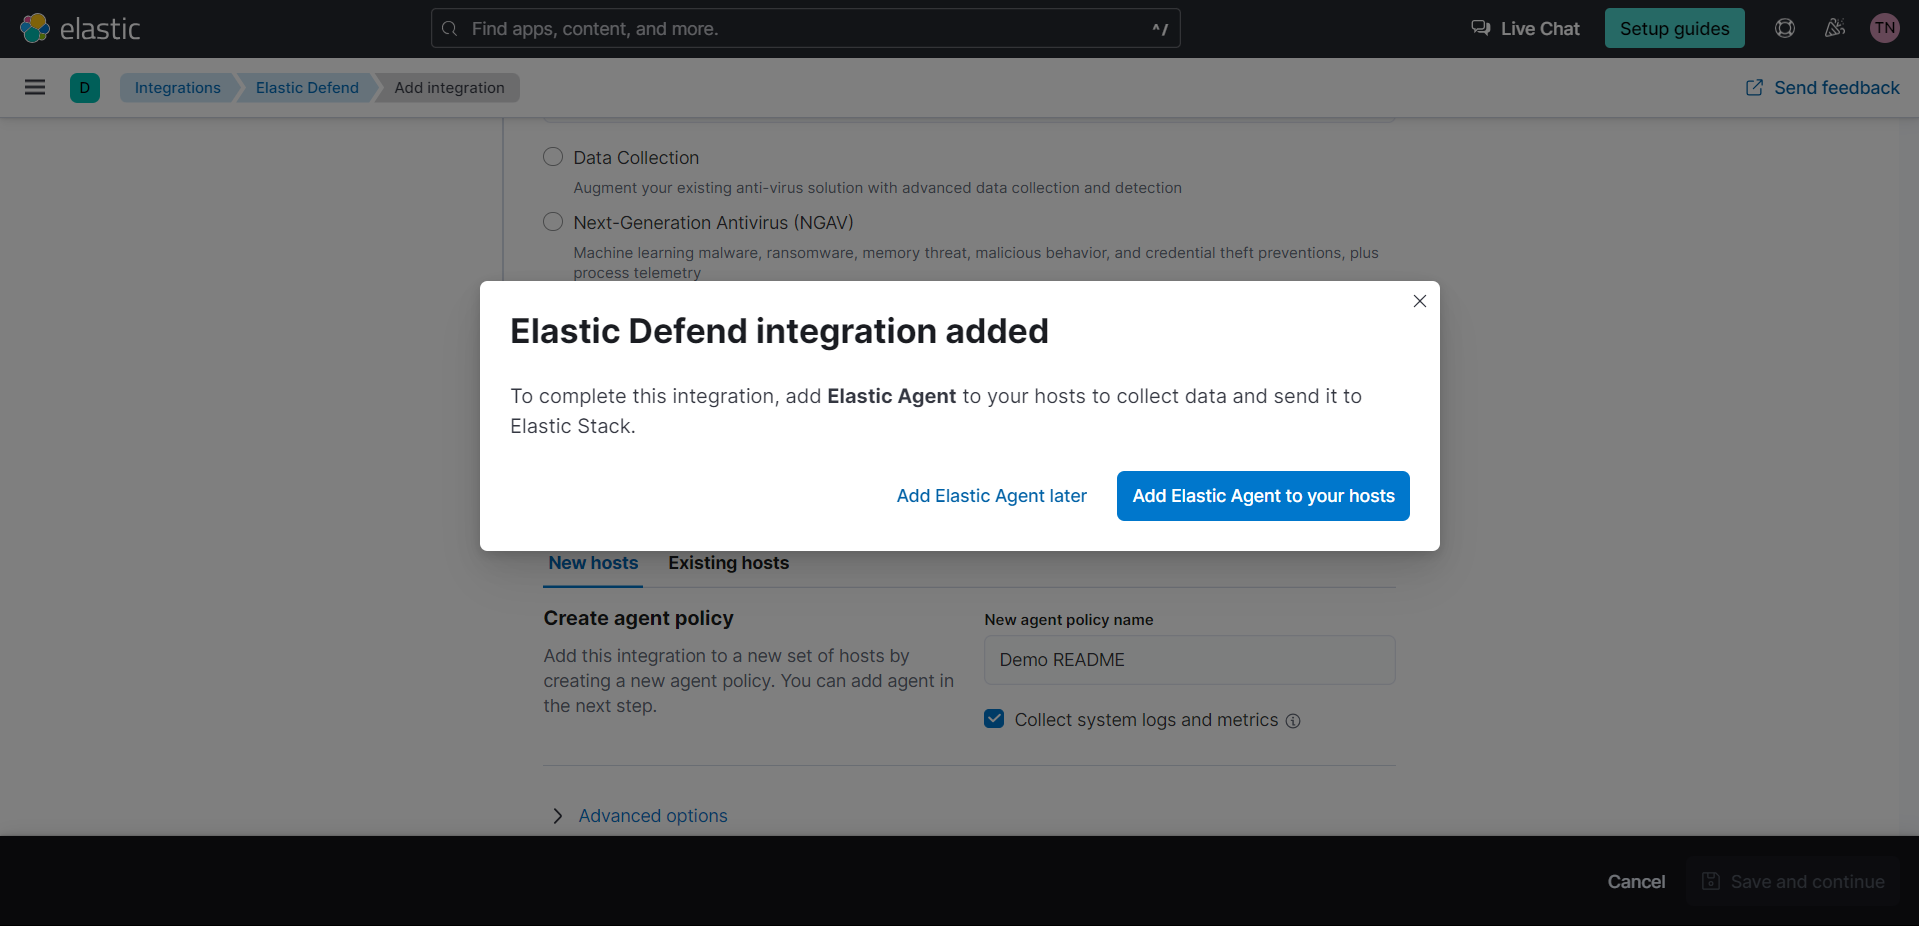 elastic
Find apps, content, and more.
^/
Live Chat
Setup guides
TN
D
Integrations
Elastic Defend
Add integration
Send feedback
Data Collection
Augment your existing anti-virus solution with advanced data collection and detection
Next-Generation Antivirus (NGAV)
Machine learning malware, ransomware, memory threat, malicious behavior, and credential theft preventions, plus
process telemetry
Elastic Defend integration added
To complete this integration, add Elastic Agent to your hosts to collect data and send it to
Elastic Stack.
Add Elastic Agent later
Add Elastic Agent to your hosts
New hosts
Existing hosts
Create agent policy
Add this integration to a new set of hosts by
creating a new agent policy. You can add agent in
the next step.
New agent policy name
Demo README
Collect system logs and metrics
Advanced options
Cancel
Save and continue